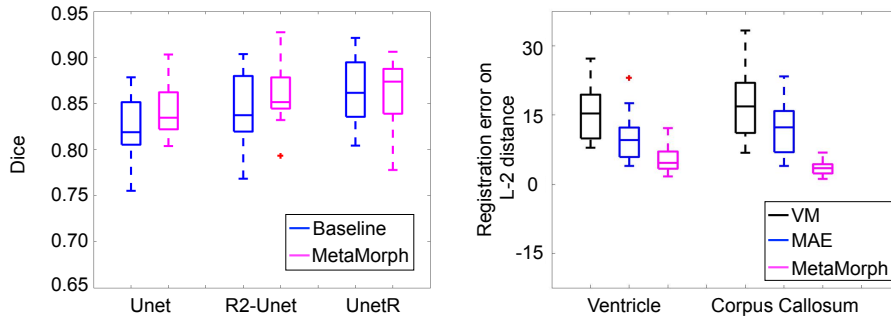 Dice
0.95
0.90
0.85
0.80
0.75
0.70
0.65
Baseline
MetaMorph
Unet
R2-Unet
UnetR
Registration error on
L-2 distance
30
15
0
-15
VM
MAE
MetaMorph
Ventricle
Corpus Callosum